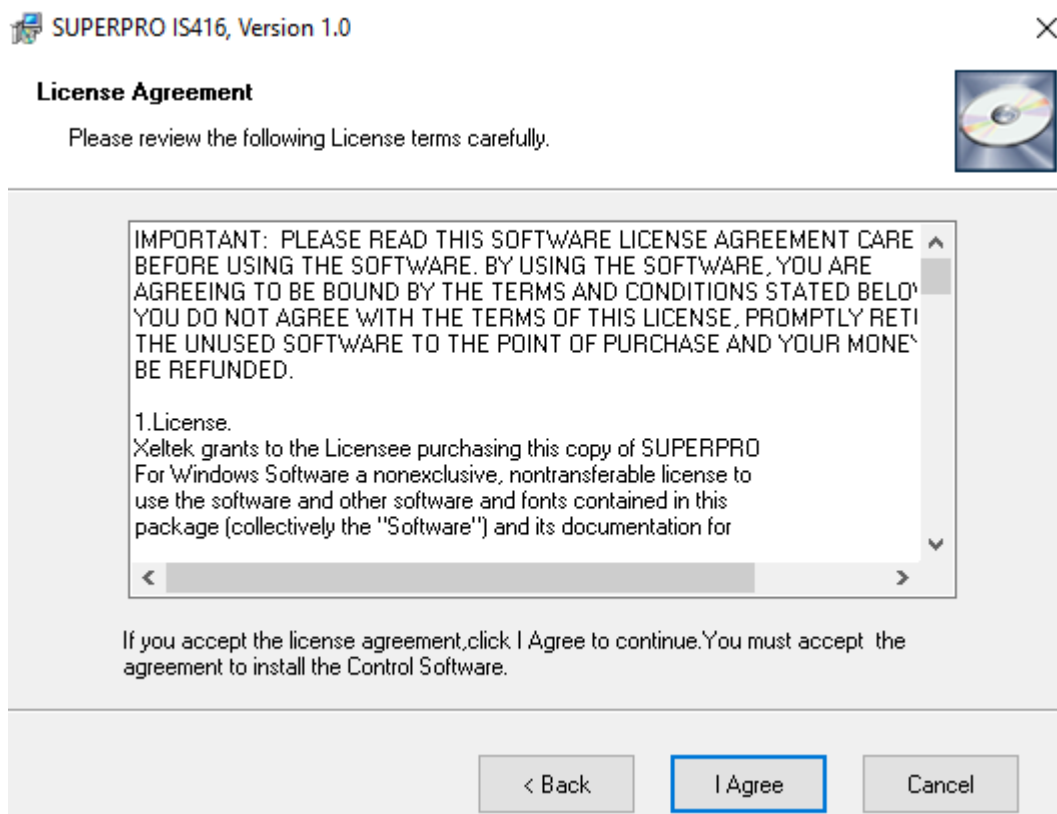 SUPERPRO IS416, Version 1.0
License Agreement
Please review the following License terms carefully.
IMPORTANT:  PLEASE READ THIS SOFTWARE LICENSE AGREEMENT CARE
BEFORE USING THE SOFTWARE. BY USING THE SOFTWARE, YOU ARE
AGREEING TO BE BOUND BY THE TERMS AND CONDITIONS STATED
YOU DO NOT AGREE WITH THE TERMS OF THIS LICENSE, PROMPTLY
THE UNUSED SOFTWARE TO THE POINT OF PURCHASE AND YOUR
BE REFUNDED.
1.License.
Xeltek grants to the Licensee purchasing this copy of SUPERPRO
For Windows Software a nonexclusive, nontransferable license to
use the software and other software and fonts contained in this
package (collectively the "Software") and its documentation for
If you accept the license agreement,click I Agree to continue.You must accept  the
agreement to install the Control Software.
< Back
I Agree
Cancel